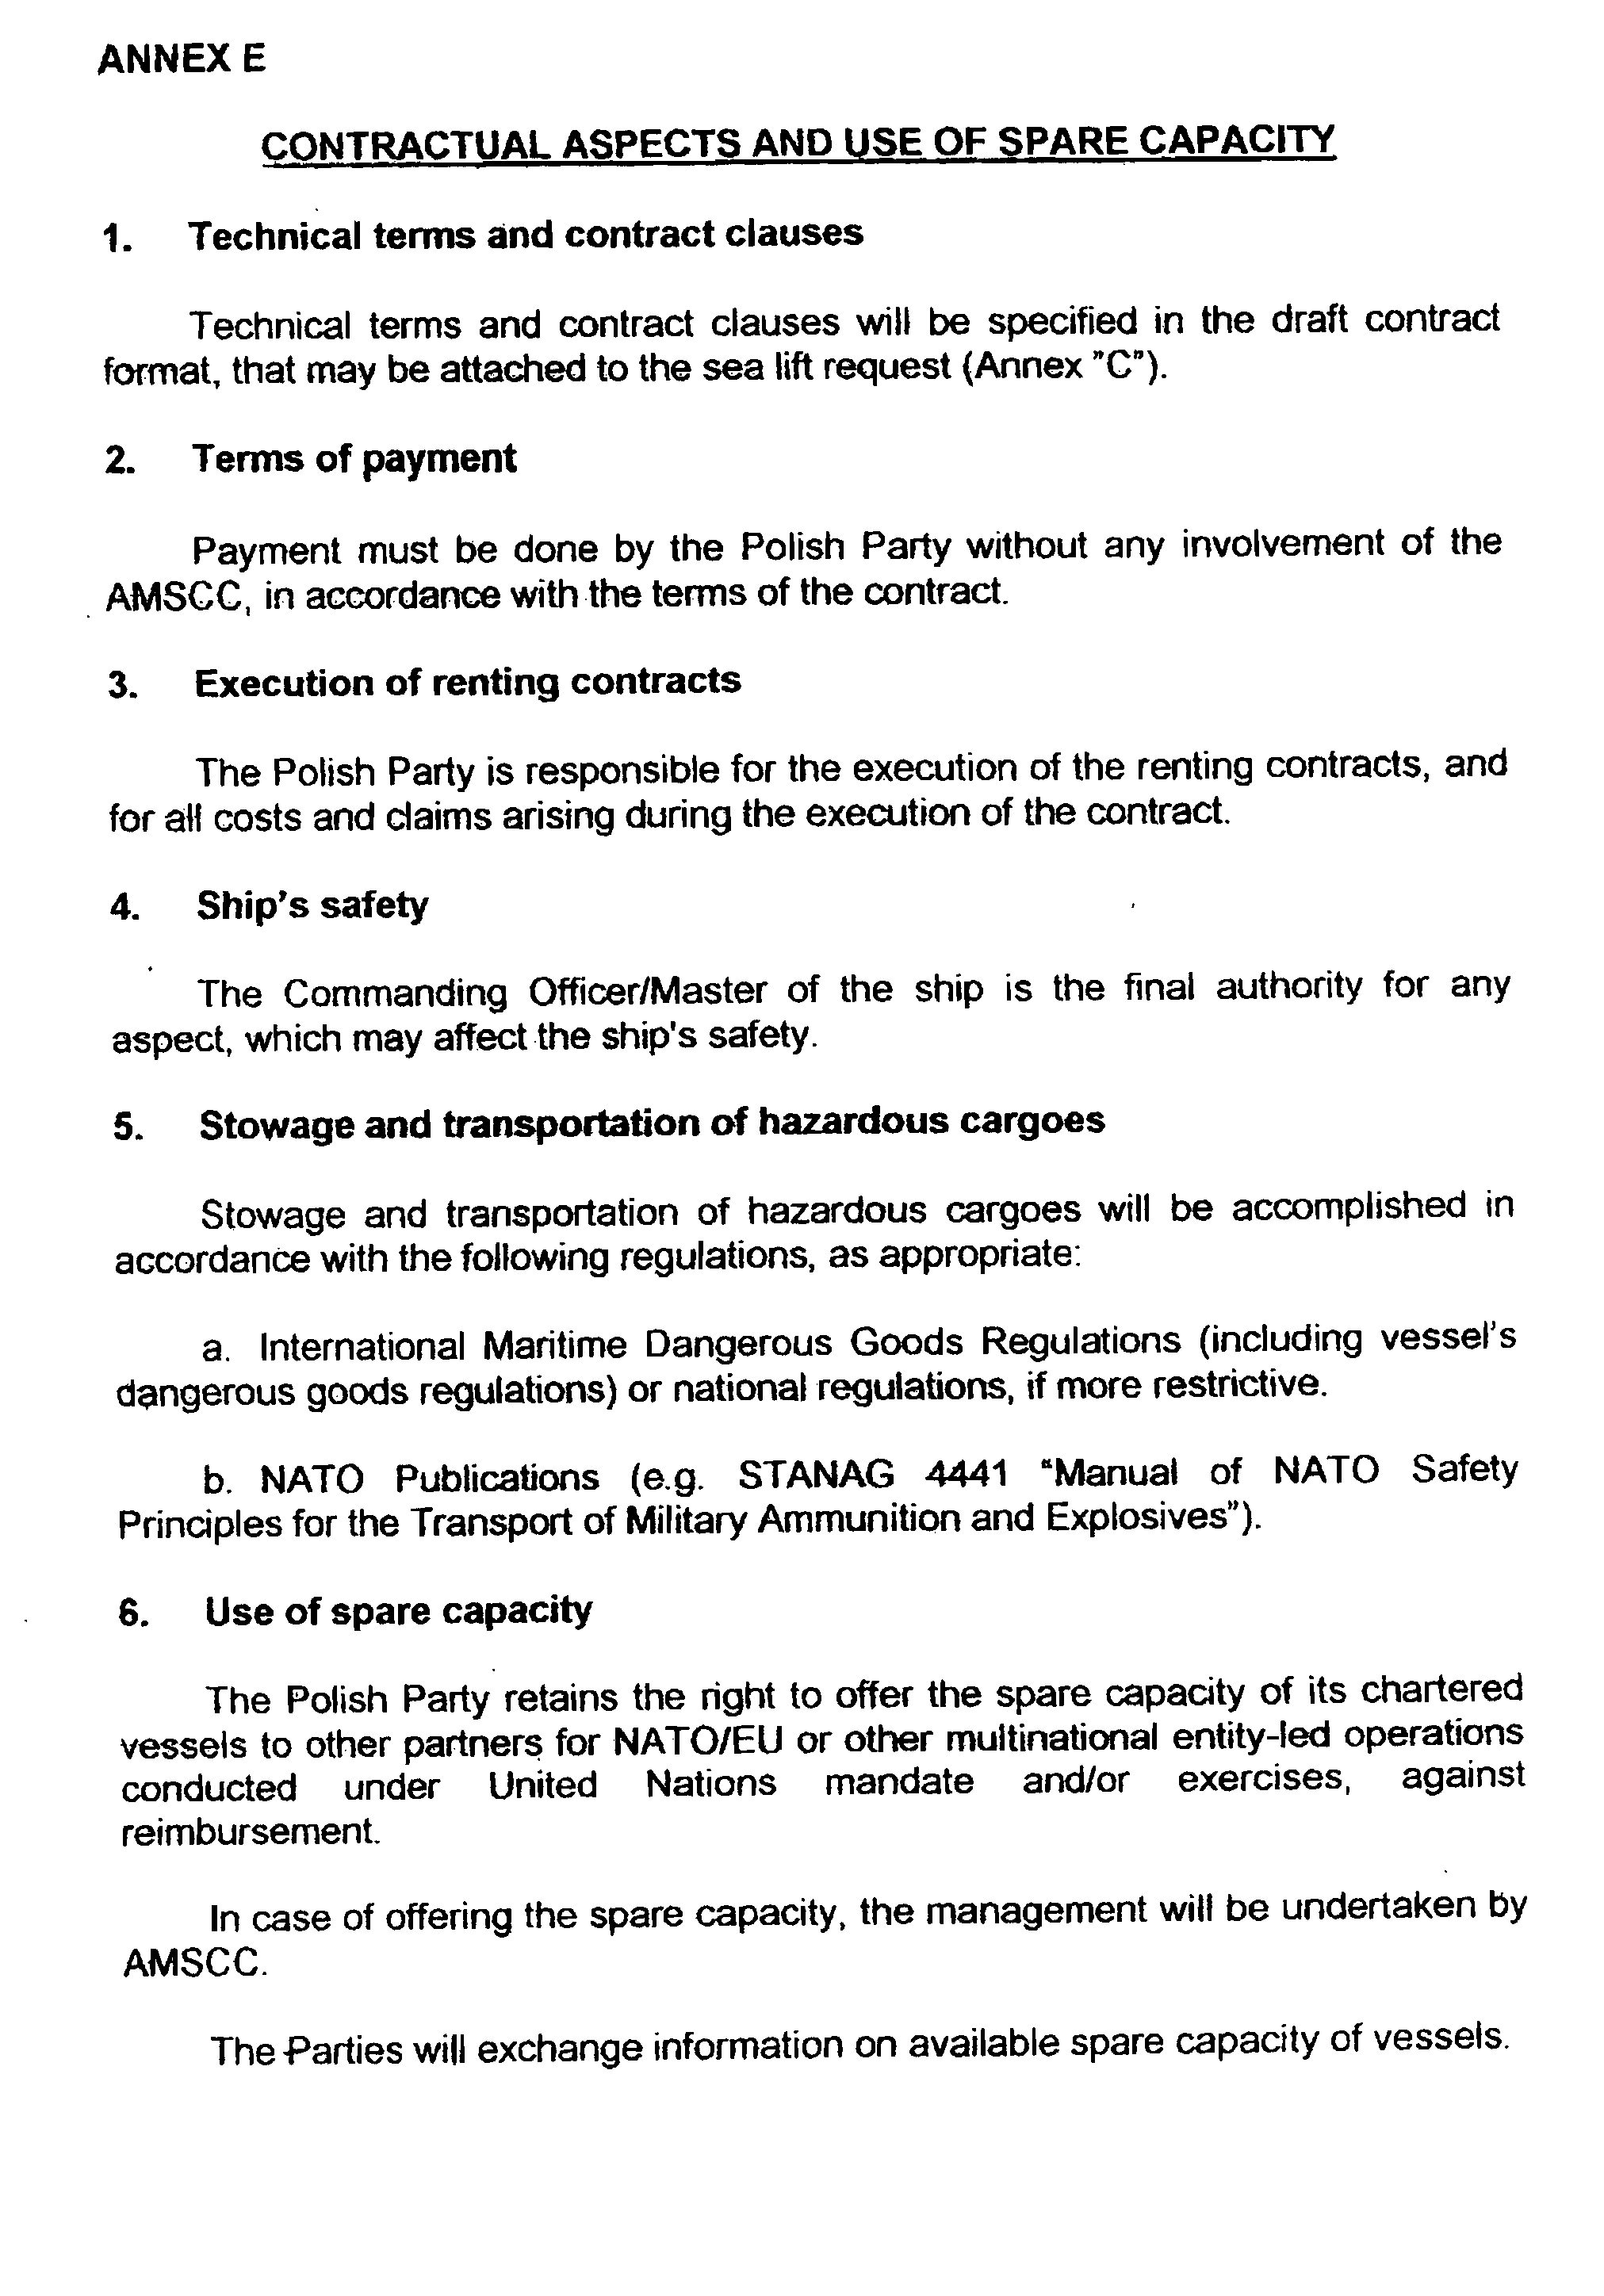 ANNEX E
CONTRACTUAL ASPECTS AND USE OF SPARE CAPACITY
1. Technical terms and contract clauses
Technical terms and contract clauses will be specified in the draft contract
format, that may be attached to the sea lift request (Annex "C").
2. Terms of payment
Payment must be done by the Polish Party without any involvement of the
AMSCC, in accordance with the terms of the contract.
3. Execution of renting contracts
The Polish Party is responsible for the execution of the renting contracts, and
for all costs and claims arising during the execution of the contract.
4. Ship's safety
The Commanding Officer/Master of the ship is the final authority for any
aspect, which may affect the ship's safety.
5. Stowage and transportation of hazardous cargoes
Stowage and transportation of hazardous cargoes will be accomplished in
accordance with the following regulations, as appropriate:
a. International Maritime Dangerous Goods Regulations (including vessel's
dangerous goods regulations) or national regulations, if more restrictive.
b. NATO Publications (e.g. STANAG 4441 “Manual of NATO Safety
Principles for the Transport of Military Ammunition and Explosives”).
6. Use of spare capacity
The Polish Party retains the right to offer the spare capacity of its chartered
vessels to other partners for NATO/EU or other multinational entity-led operations
conducted under United Nations mandate and/or exercises, against
reimbursement.
In case of offering the spare capacity, the management will be undertaken by
AMSCC.
The Parties will exchange information on available spare capacity of vessels.